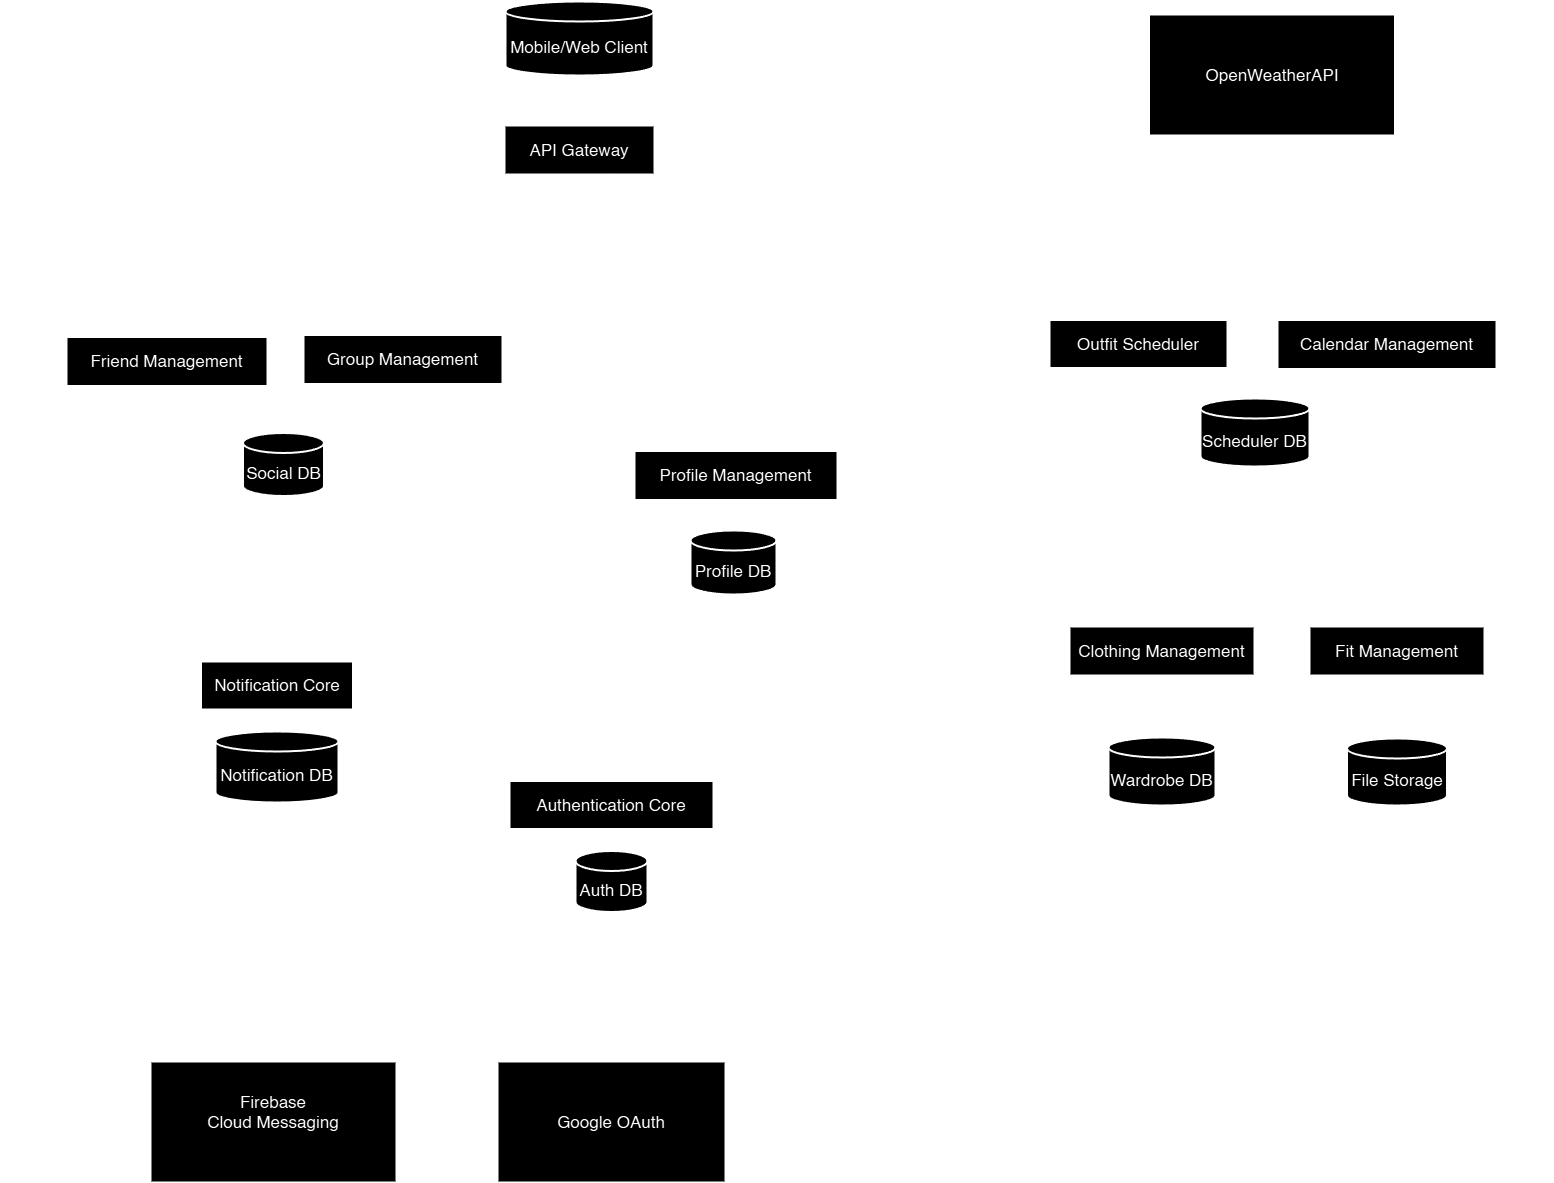 Mobile/Web Client
OpenWeatherAPI
API Gateway
Friend Management
Group Management
Outfit Scheduler
Calendar Management
Social DB
Scheduler DB
Profile Management
Profile DB
Notification Core
Notification DB
Clothing Management
Fit Management
Wardrobe DB
File Storage
Authentication Core
Auth DB
Firebase
Cloud Messaging
Google OAuth